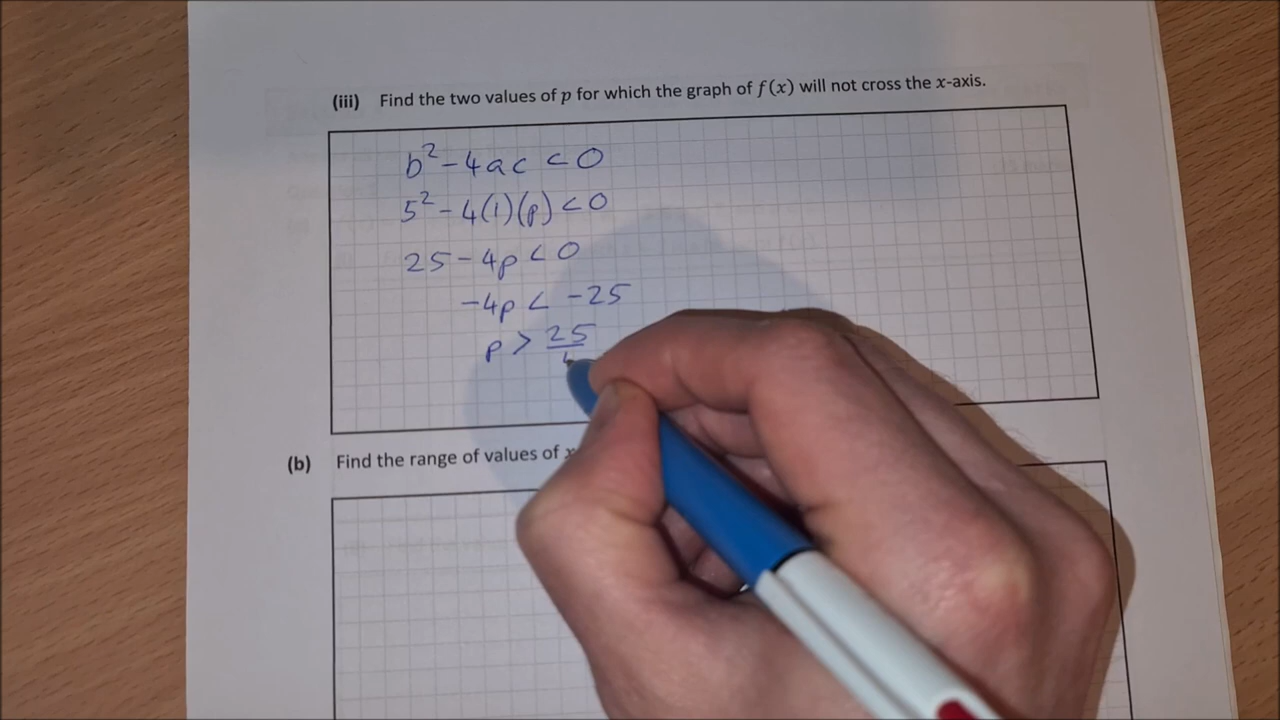 (iii) Find the two values of p for which the graph of f(x) will not cross the x-axis.
b² - 4ac < 0
5² - 4(1)(p) < 0
25 - 4p < 0
-4p < -25
p > 25/4
(b) Find the range of values of x